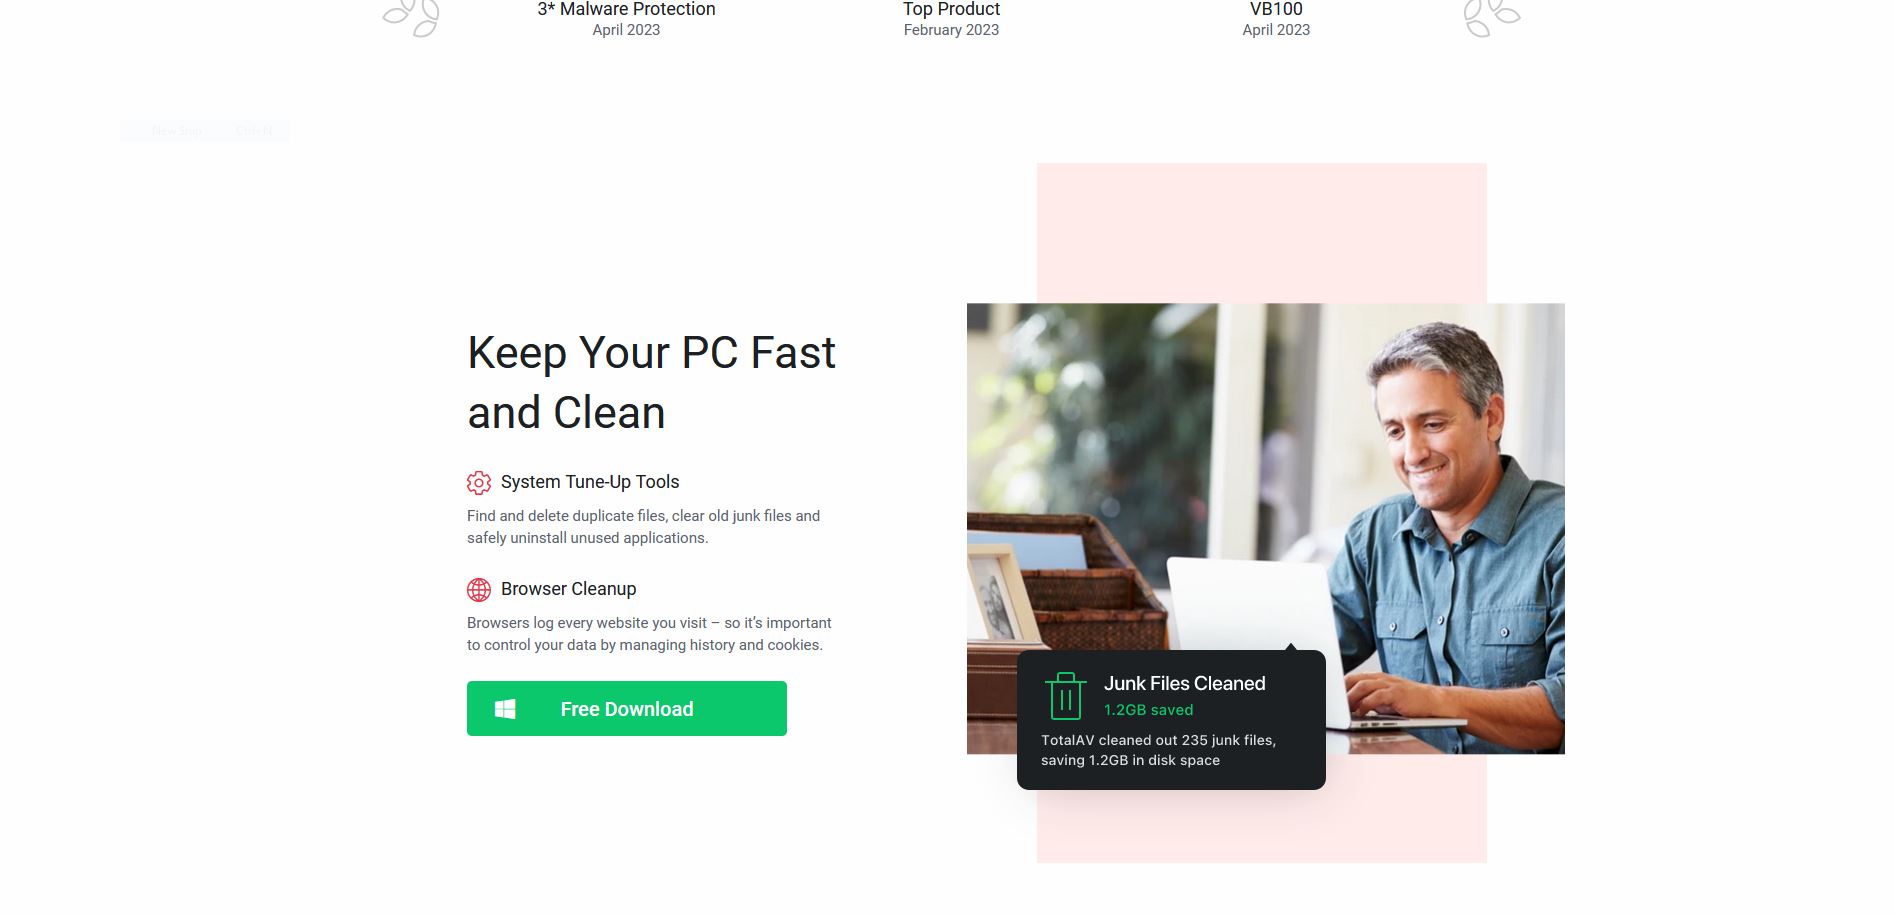 3* Malware Protection
April 2023
Top Product
February 2023
VB100
April 2023
New Snip Ctrl+N
Keep Your PC Fast
and Clean
System Tune-Up Tools
Find and delete duplicate files, clear old junk files and
safely uninstall unused applications.
Browser Cleanup
Browsers log every website you visit – so it’s important
to control your data by managing history and cookies.
Free Download
Junk Files Cleaned
1.2GB saved
TotalAV cleaned out 235 junk files,
saving 1.2GB in disk space